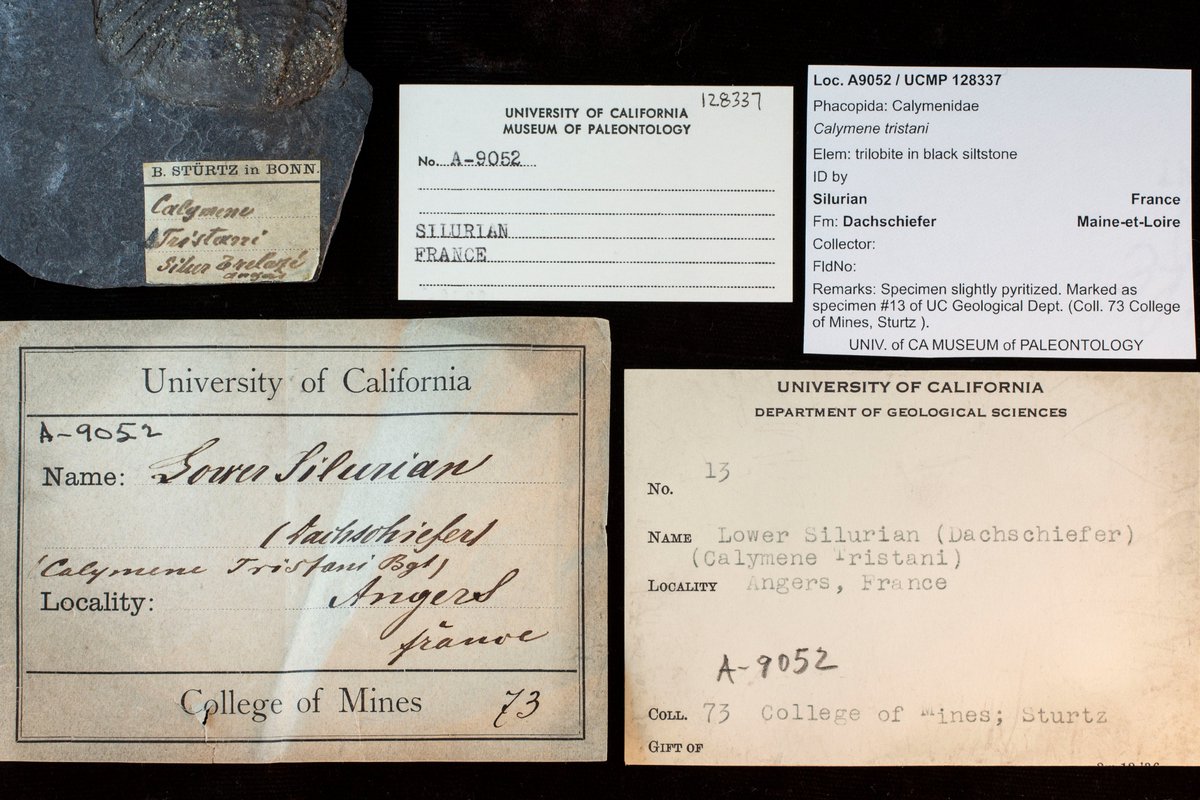 B. STÜRTZ in BONN.
Calymene
Tristani
Silur Trelazé
Angers
128337
UNIVERSITY OF CALIFORNIA
MUSEUM OF PALEONTOLOGY
No. A-9052
SILURIAN
FRANCE
Loc. A9052 / UCMP 128337
Phacopida: Calymenidae
Calymene tristani
Elem: trilobite in black siltstone
ID by
Silurian France
Fm: Dachschiefer Maine-et-Loire
Collector:
FldNo:
Remarks: Specimen slightly pyritized. Marked as
specimen #13 of UC Geological Dept. (Coll. 73 College
of Mines, Sturtz ).
UNIV. of CA MUSEUM of PALEONTOLOGY
University of California
A-9052
Name: Lower Silurian
(Dachschiefer)
(Calymene Tristani Bgt)
Locality: Angers
france
College of Mines 73
UNIVERSITY OF CALIFORNIA
DEPARTMENT OF GEOLOGICAL SCIENCES
No. 13
NAME Lower Silurian (Dachschiefer)
(Calymene Tristani)
LOCALITY Angers, France
A-9052
COLL. 73 College of Mines; Sturtz
GIFT OF